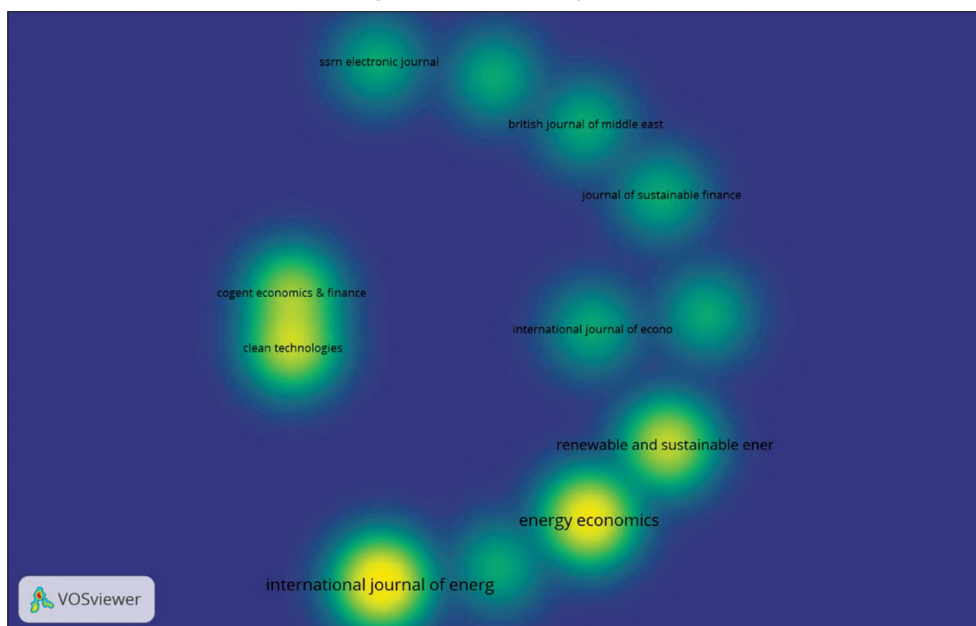 ssrn electronic journal
british journal of middle east
journal of sustainable finance
cogent economics & finance
international journal of econo
clean technologies
renewable and sustainable ener
energy economics
international journal of energ
VOSviewer